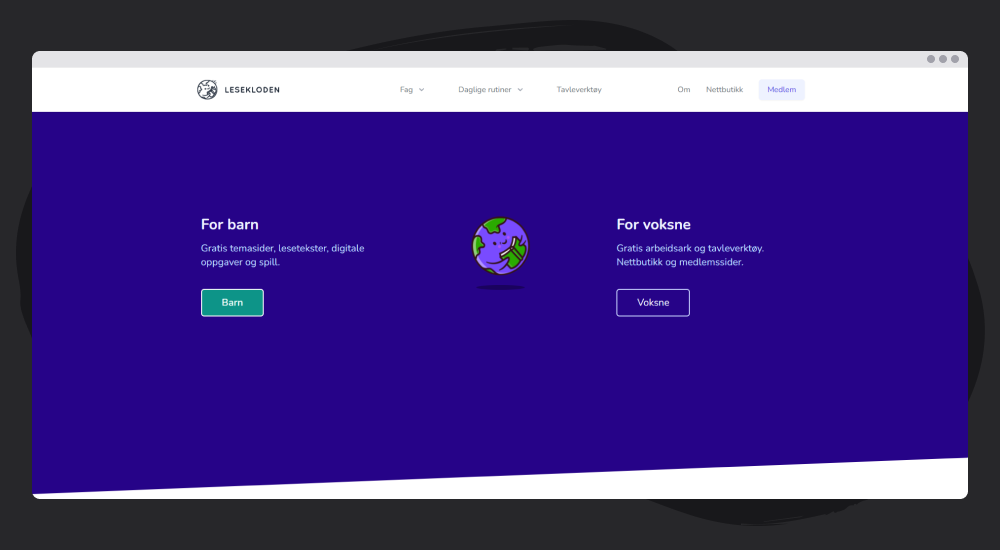 LESEKLODEN
Fag
Daglige rutiner
Tavleverktøy
Om
Nettbutikk
Medlem
For barn
Gratis temasider, lesetekster, digitale
oppgaver og spill.
Barn
For voksne
Gratis arbeidsark og tavleverktøy.
Nettbutikk og medlemssider.
Voksne